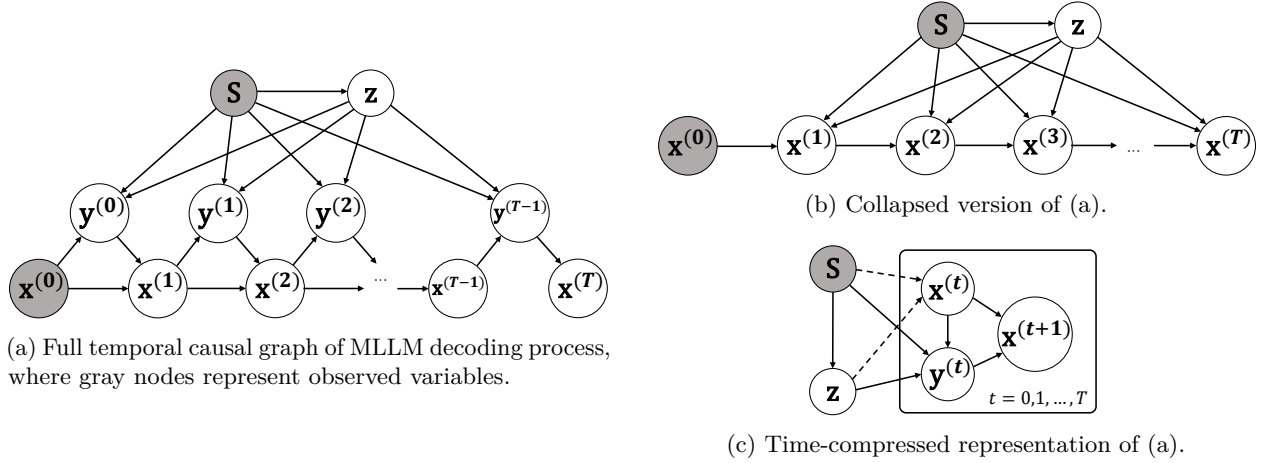 S z
y⁽⁰⁾ y⁽¹⁾ y⁽²⁾ y⁽ᵀ⁻¹⁾
x⁽⁰⁾ x⁽¹⁾ x⁽²⁾ ... x⁽ᵀ⁻¹⁾ x⁽ᵀ⁾
(a) Full temporal causal graph of MLLM decoding process,
where gray nodes represent observed variables.
S z
x⁽⁰⁾ x⁽¹⁾ x⁽²⁾ x⁽³⁾ ... x⁽ᵀ⁾
(b) Collapsed version of (a).
S x⁽ᵗ⁾
x⁽ᵗ⁺¹⁾
z y⁽ᵗ⁾
t = 0,1, ..., T
(c) Time-compressed representation of (a).